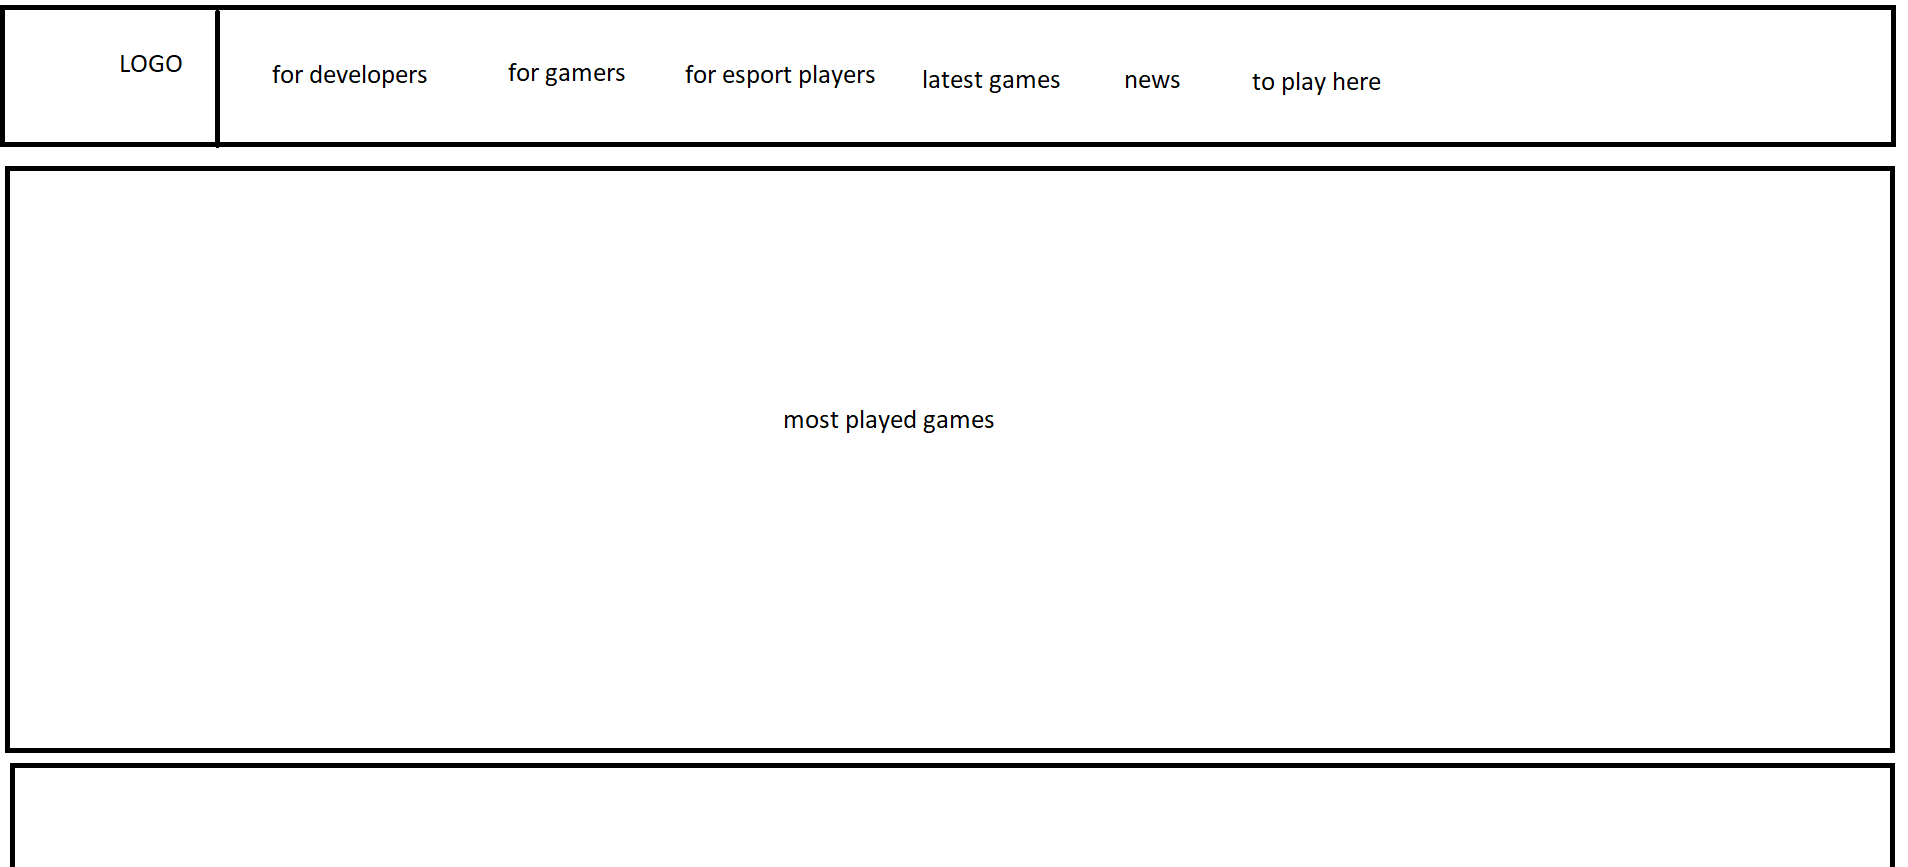 LOGO
for developers
for gamers
for esport players
latest games
news
to play here
most played games